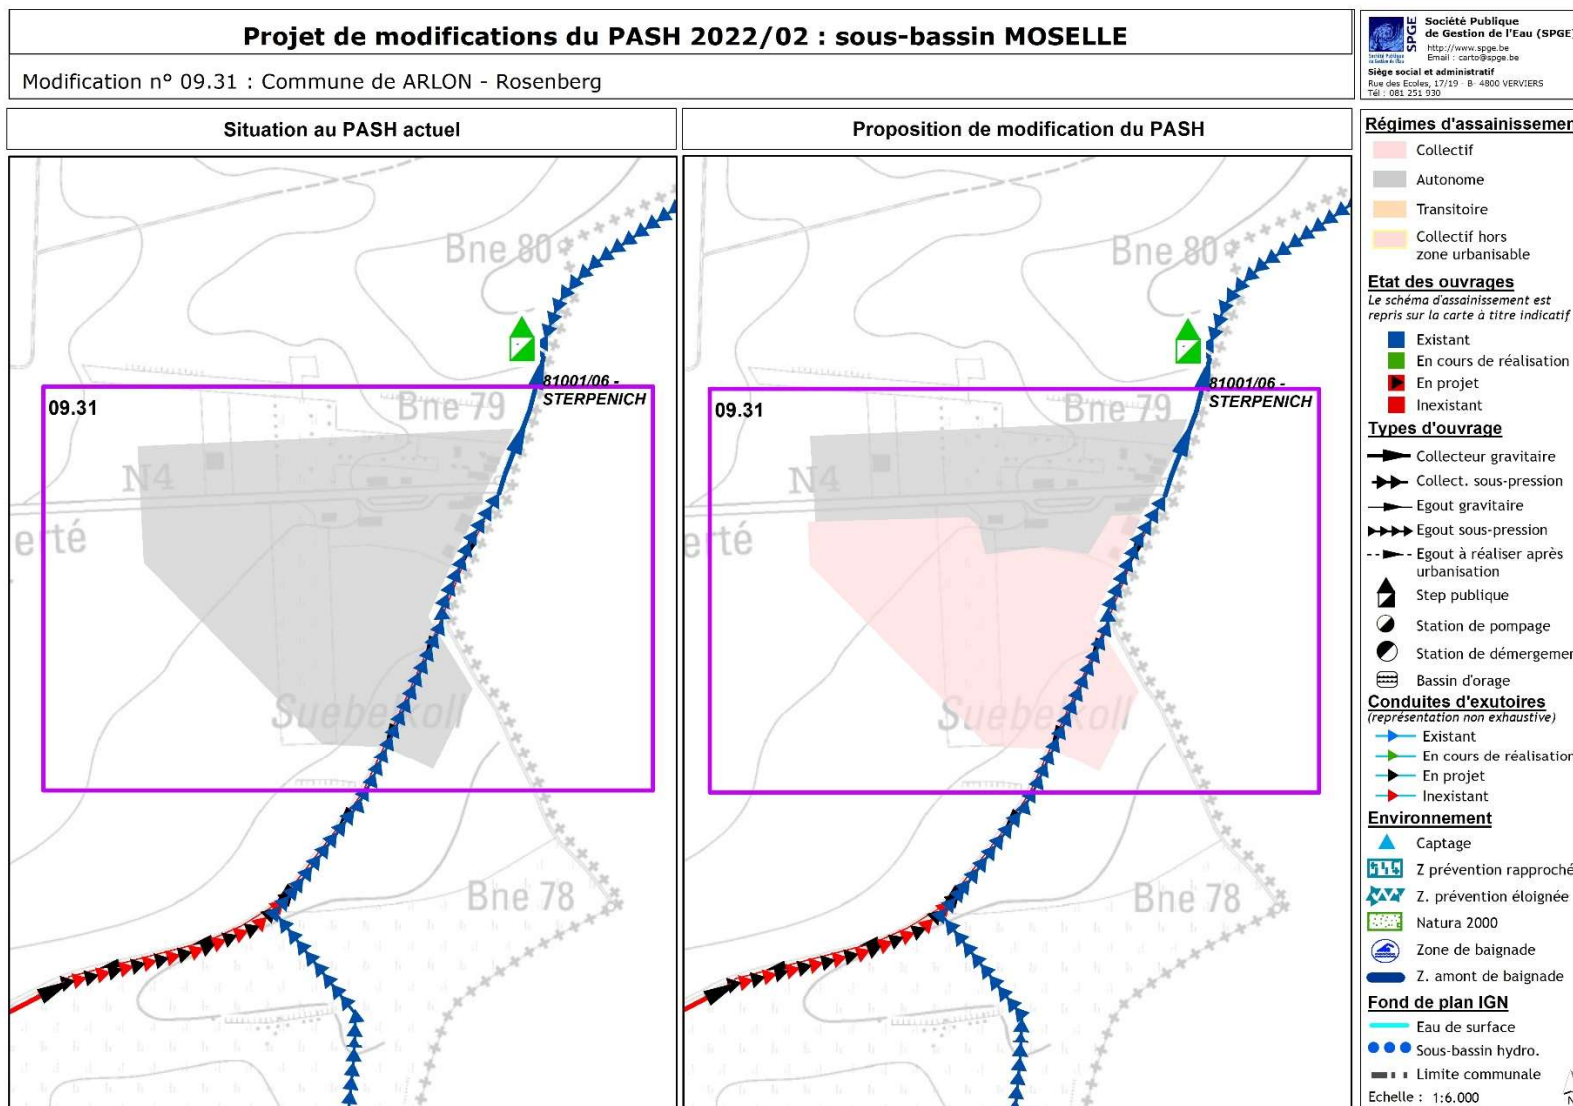 Projet de modifications du PASH 2022/02 : sous-bassin MOSELLE
Modification n° 09.31 : Commune de ARLON - Rosenberg
SPGE
Société Publique
de Gestion de l'Eau (SPGE)
http://www.spge.be
Email : carto@spge.be
Siège social et administratif
Rue des Ecoles, 17/19 B- 4800 VERVIERS
Tél : 081 251 930
Situation au PASH actuel
Bne 80
81001/06 -
STERPENICH
09.31
Bne 79
N4
erté
Suebelkoll
Bne 78
Proposition de modification du PASH
Bne 80
81001/06 -
STERPENICH
09.31
Bne 79
N4
erté
Suebelkoll
Bne 78
Régimes d'assainissemen
Collectif
Autonome
Transitoire
Collectif hors
zone urbanisable
Etat des ouvrages
Le schéma d'assainissement est
repris sur la carte à titre indicatif
Existant
En cours de réalisation
En projet
Inexistant
Types d'ouvrage
Collecteur gravitaire
Collect. sous-pression
Egout gravitaire
Egout sous-pression
Egout à réaliser après
urbanisation
Step publique
Station de pompage
Station de démergemen
Bassin d'orage
Conduites d'exutoires
(représentation non exhaustive)
Existant
En cours de réalisation
En projet
Inexistant
Environnement
Captage
Z prévention rapproché
Z. prévention éloignée
Natura 2000
Zone de baignade
Z. amont de baignade
Fond de plan IGN
Eau de surface
Sous-bassin hydro.
Limite communale
Echelle : 1:6.000
N